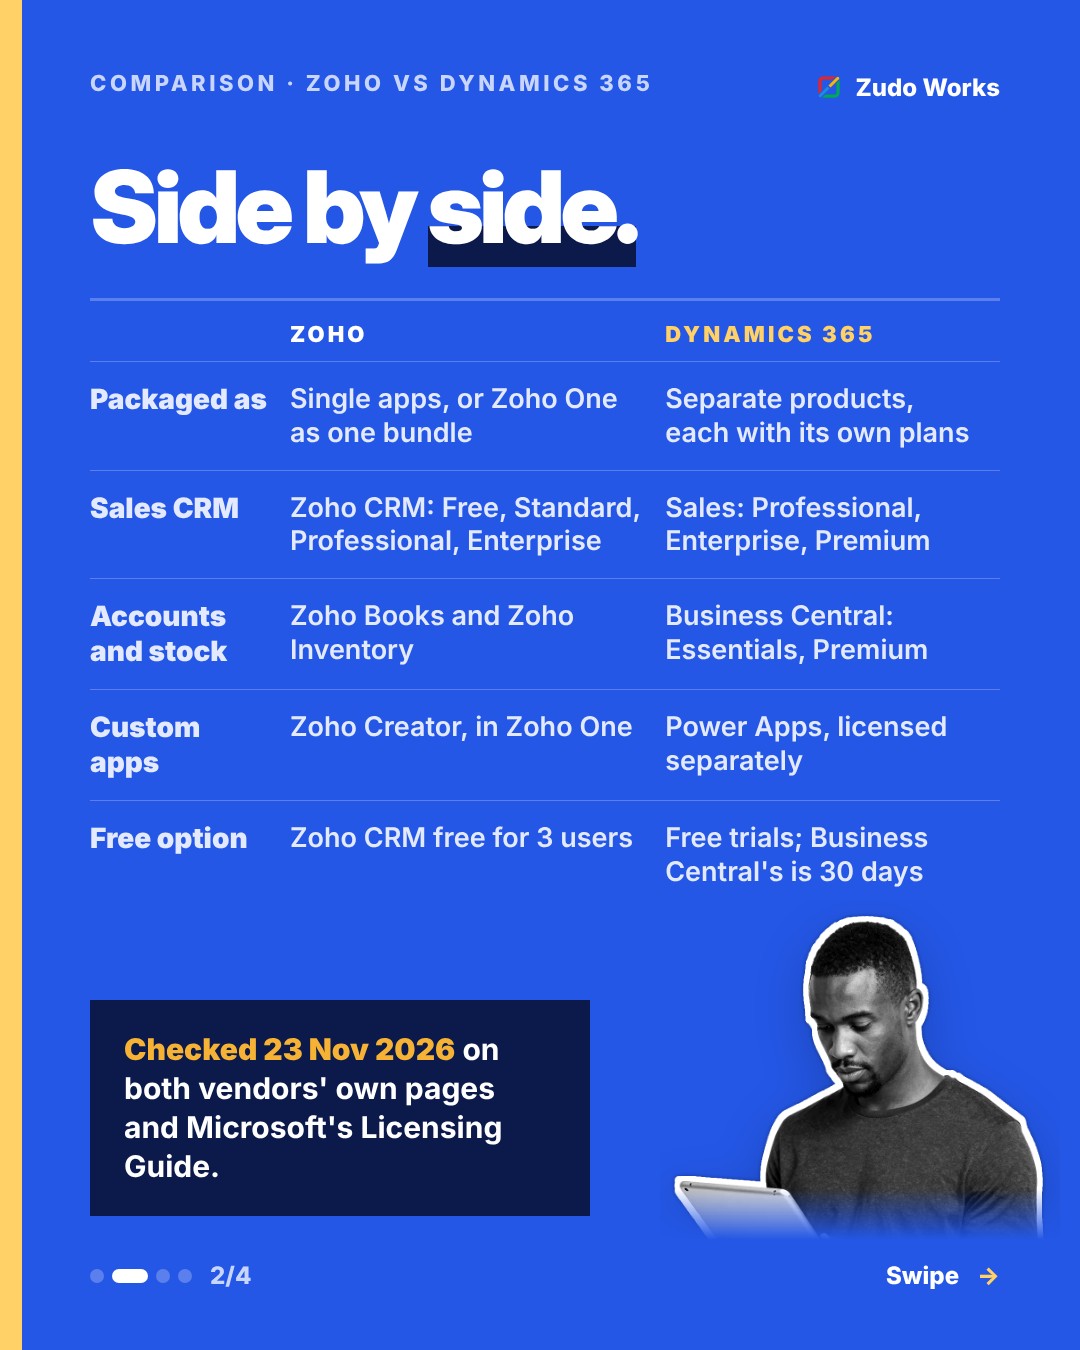 COMPARISON · ZOHO VS DYNAMICS 365
Zudo Works
Side by side.
ZOHO DYNAMICS 365
Packaged as
Single apps, or Zoho One
as one bundle
Separate products,
each with its own plans
Sales CRM
Zoho CRM: Free, Standard,
Professional, Enterprise
Sales: Professional,
Enterprise, Premium
Accounts
and stock
Zoho Books and Zoho
Inventory
Business Central:
Essentials, Premium
Custom
apps
Zoho Creator, in Zoho One
Power Apps, licensed
separately
Free option
Zoho CRM free for 3 users
Free trials; Business
Central's is 30 days
Checked 23 Nov 2026 on
both vendors' own pages
and Microsoft's Licensing
Guide.
2/4
Swipe →